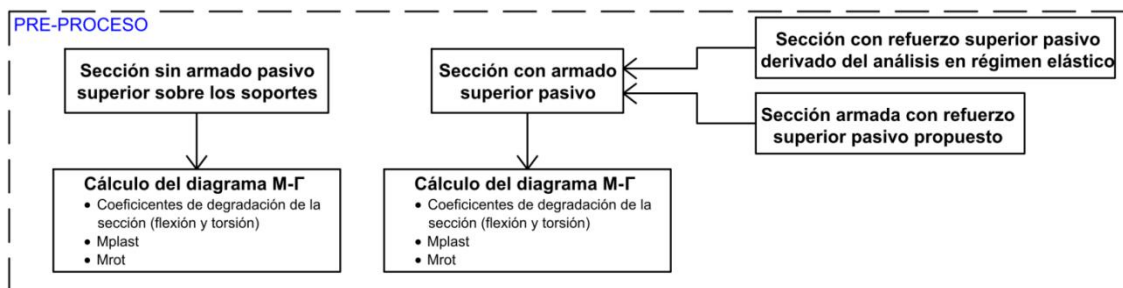 PRE-PROCESO
Sección sin armado pasivo
superior sobre los soportes
Sección con armado
superior pasivo
Sección con refuerzo superior pasivo
derivado del análisis en régimen elástico
Sección armada con refuerzo
superior pasivo propuesto
Cálculo del diagrama M-Γ
• Coeficicentes de degradación de la
sección (flexión y torsión)
• Mplast
• Mrot
Cálculo del diagrama M-Γ
• Coeficicentes de degradación de la
sección (flexión y torsión)
• Mplast
• Mrot